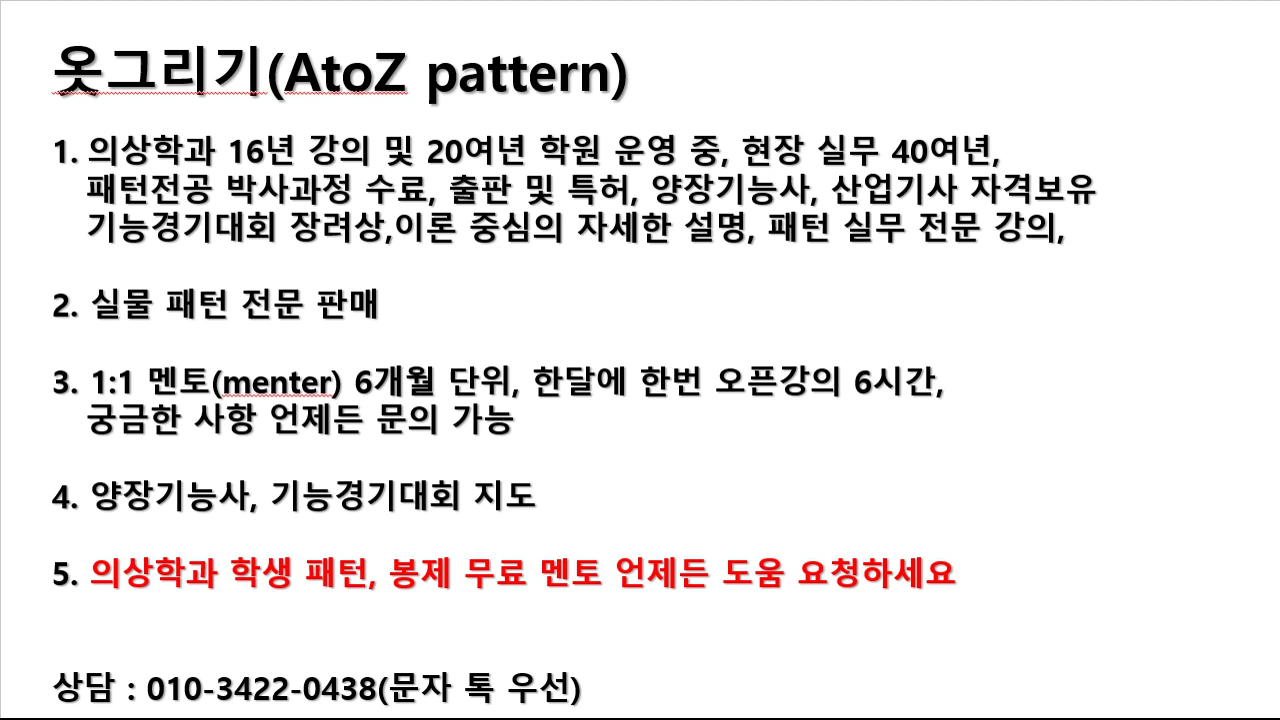 옷그리기(AtoZ pattern)
1. 의상학과 16년 강의 및 20여년 학원 운영 중, 현장 실무 40여년,
패턴전공 박사과정 수료, 출판 및 특허, 양장기능사, 산업기사 자격보유
기능경기대회 장려상,이론 중심의 자세한 설명, 패턴 실무 전문 강의,
2. 실물 패턴 전문 판매
3. 1:1 멘토(menter) 6개월 단위, 한달에 한번 오픈강의 6시간,
궁금한 사항 언제든 문의 가능
4. 양장기능사, 기능경기대회 지도
5. 의상학과 학생 패턴, 봉제 무료 멘토 언제든 도움 요청하세요
상담 : 010-3422-0438(문자 톡 우선)